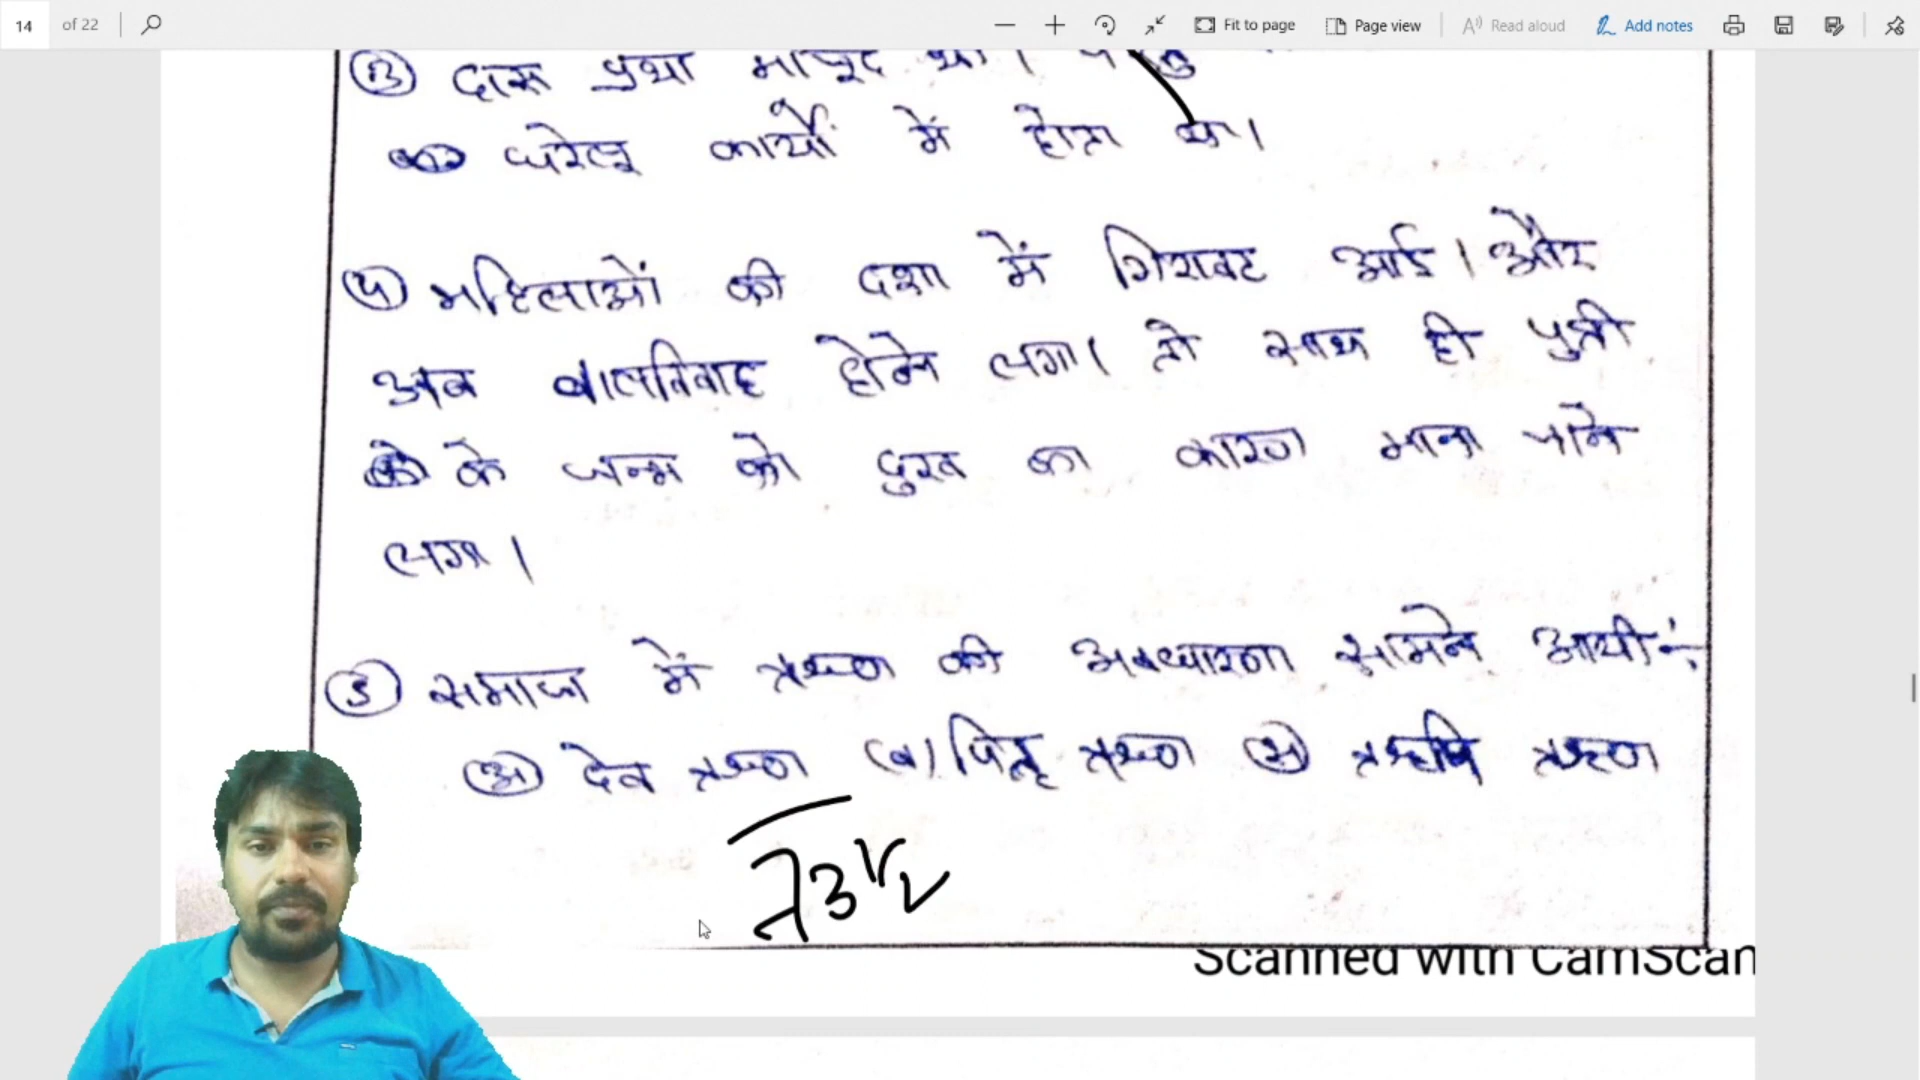 14 of 22 Fit to page Page view Read aloud Add notes
दास प्रथा
घरेलू कार्यों में होता था।
④ महिलाओं की दशा में गिरावट आई। और
अब बालविवाह होने लगा। तो साथ ही पुत्री
के जन्म को दुख का कारण माना जाने
लगा।
⑤ समाज में ऋण की अवधारणा सामने आयी:-
(अ) देव ऋण (ब) पितृ ऋण (स) ऋषि ऋण
Scanned with CamScan